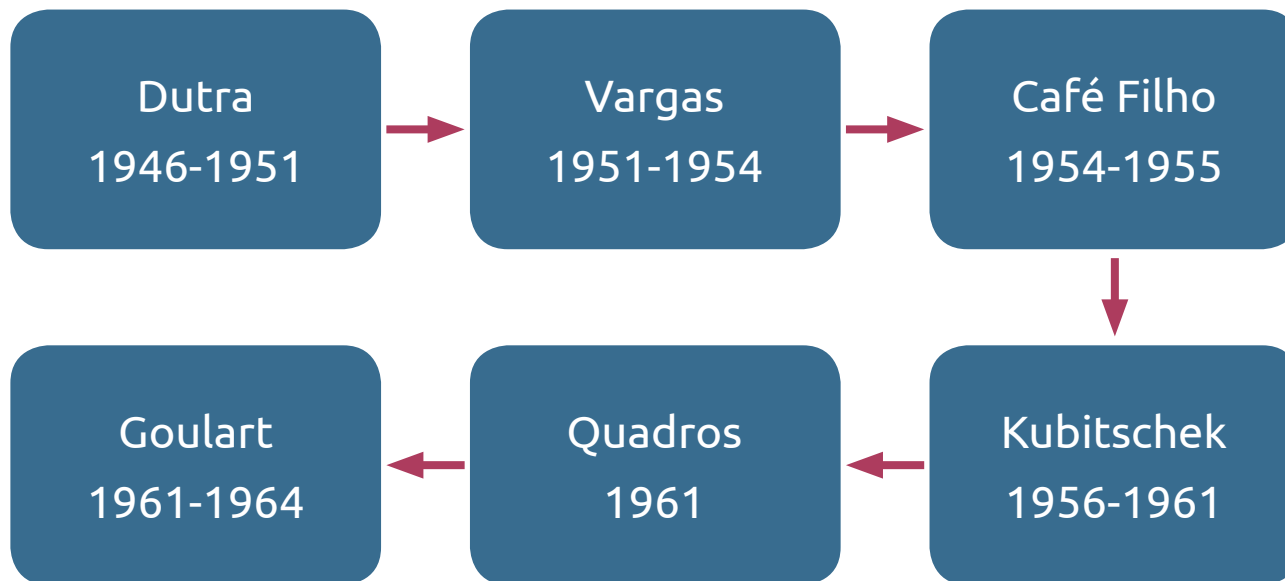 Dutra
1946-1951
Vargas
1951-1954
Café Filho
1954-1955
Kubitschek
1956-1961
Quadros
1961
Goulart
1961-1964